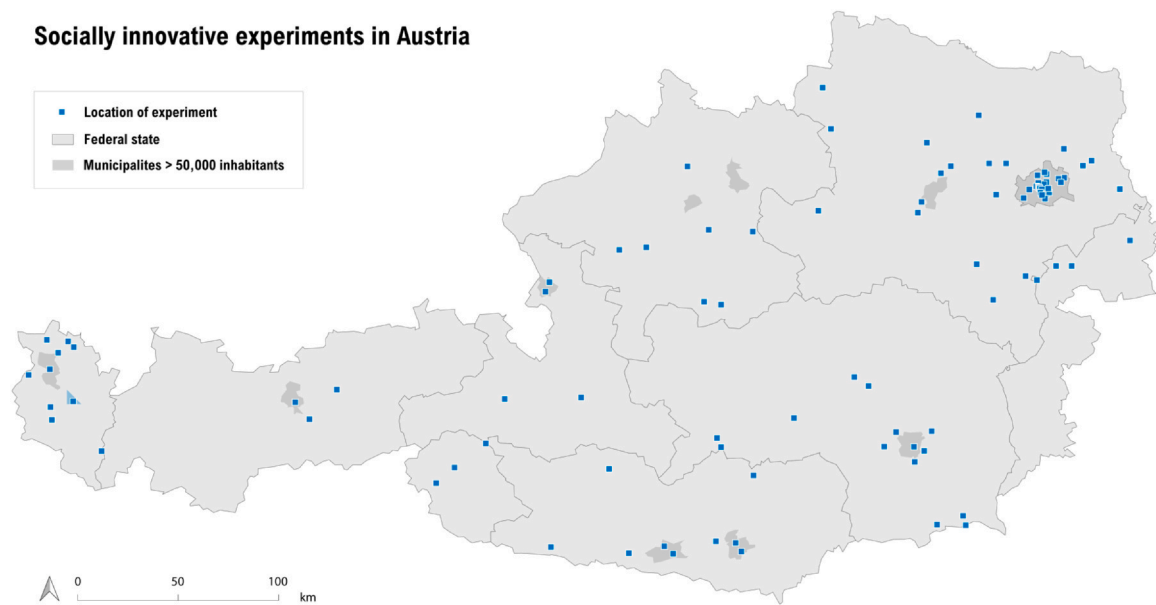 Socially innovative experiments in Austria
Location of experiment
Federal state
Municipalites > 50,000 inhabitants
0 50 100
km